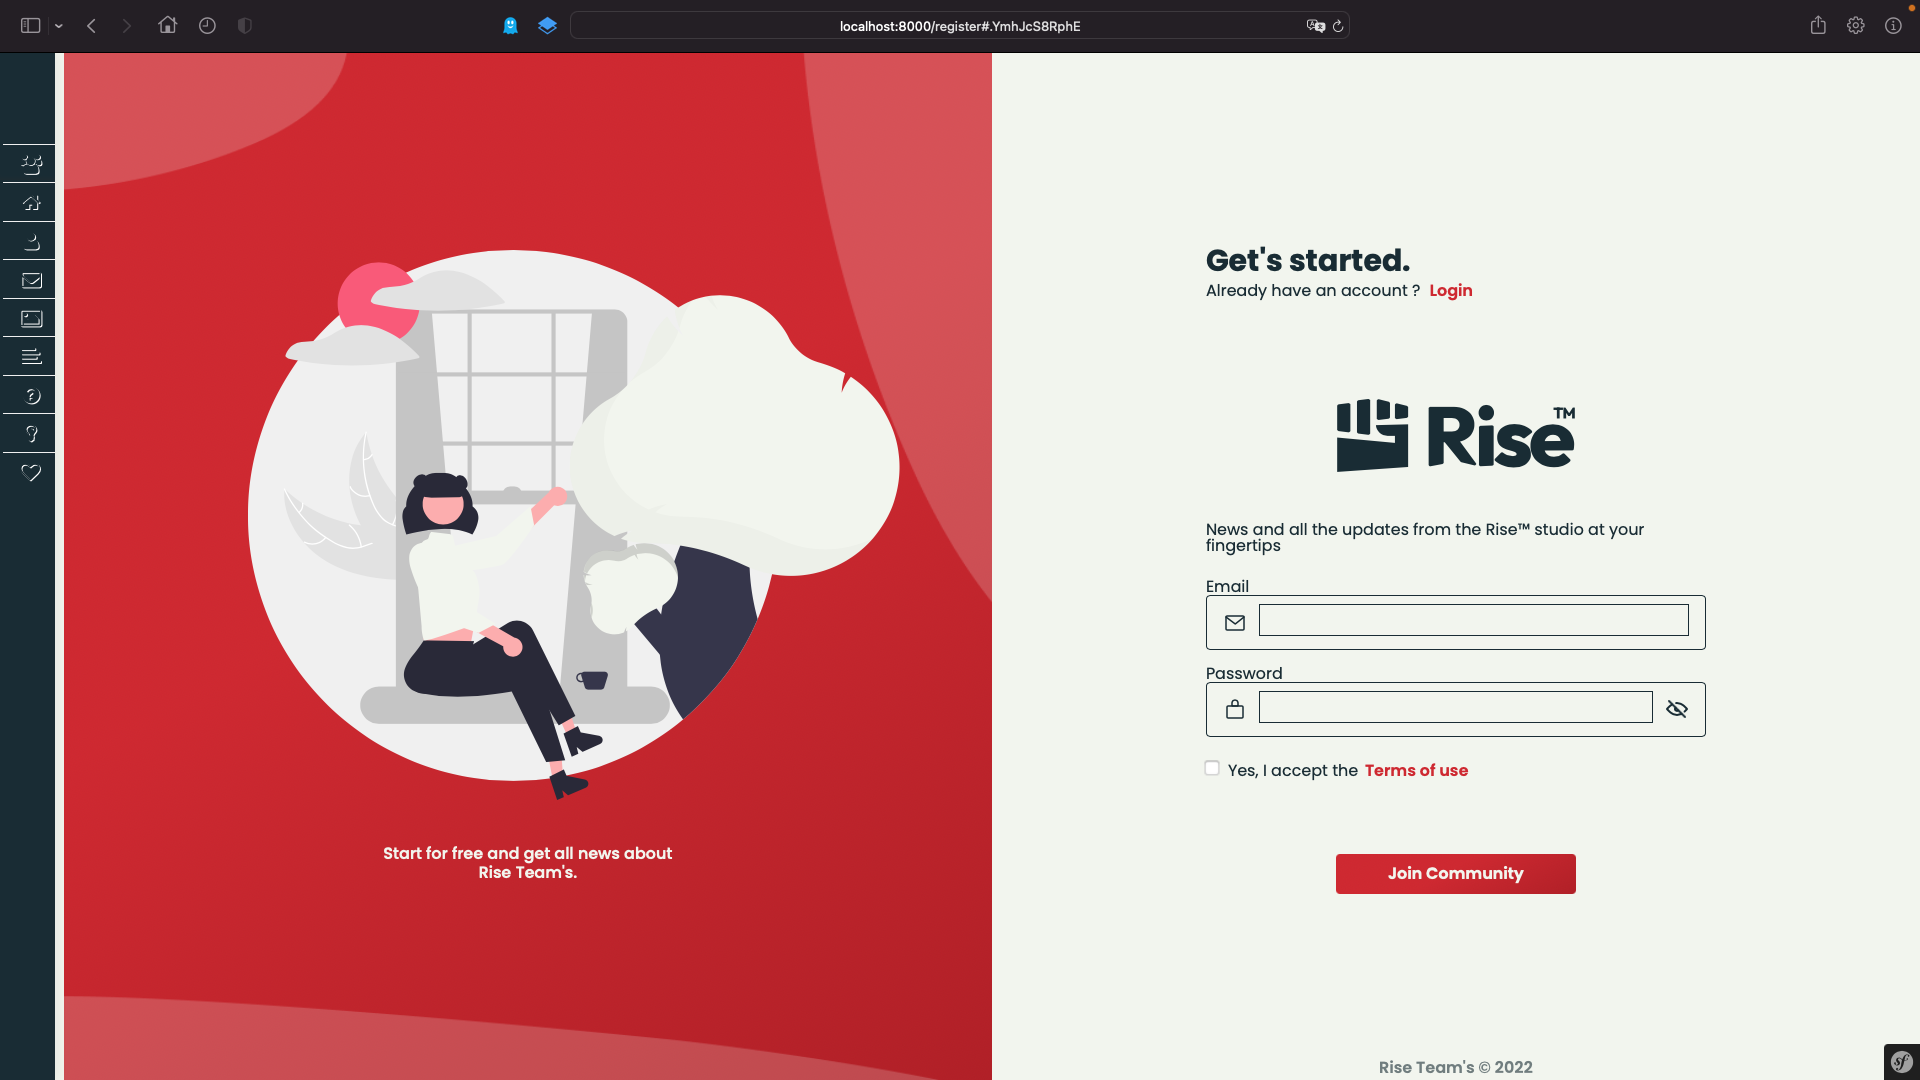 localhost:8000/register#.YmhJcS8RphE
Get's started.
Already have an account ? Login
Rise™
News and all the updates from the Rise™ studio at your
fingertips
Email
Password
Yes, I accept the Terms of use
Join Community
Start for free and get all news about
Rise Team's.
Rise Team's © 2022
sf